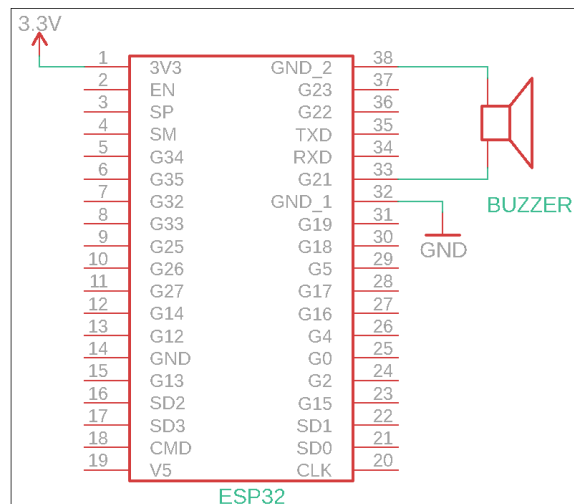 3.3V
1 3V3 GND_2 38
2 EN G23 37
3 SP G22 36
4 SM TXD 35
5 G34 RXD 34
6 G35 G21 33
7 G32 GND_1 32
8 G33 G19 31
9 G25 G18 30
10 G26 G5 29
11 G27 G17 28
12 G14 G16 27
13 G12 G4 26
14 GND G0 25
15 G13 G2 24
16 SD2 G15 23
17 SD3 SD1 22
18 CMD SD0 21
19 V5 CLK 20
BUZZER
GND
ESP32